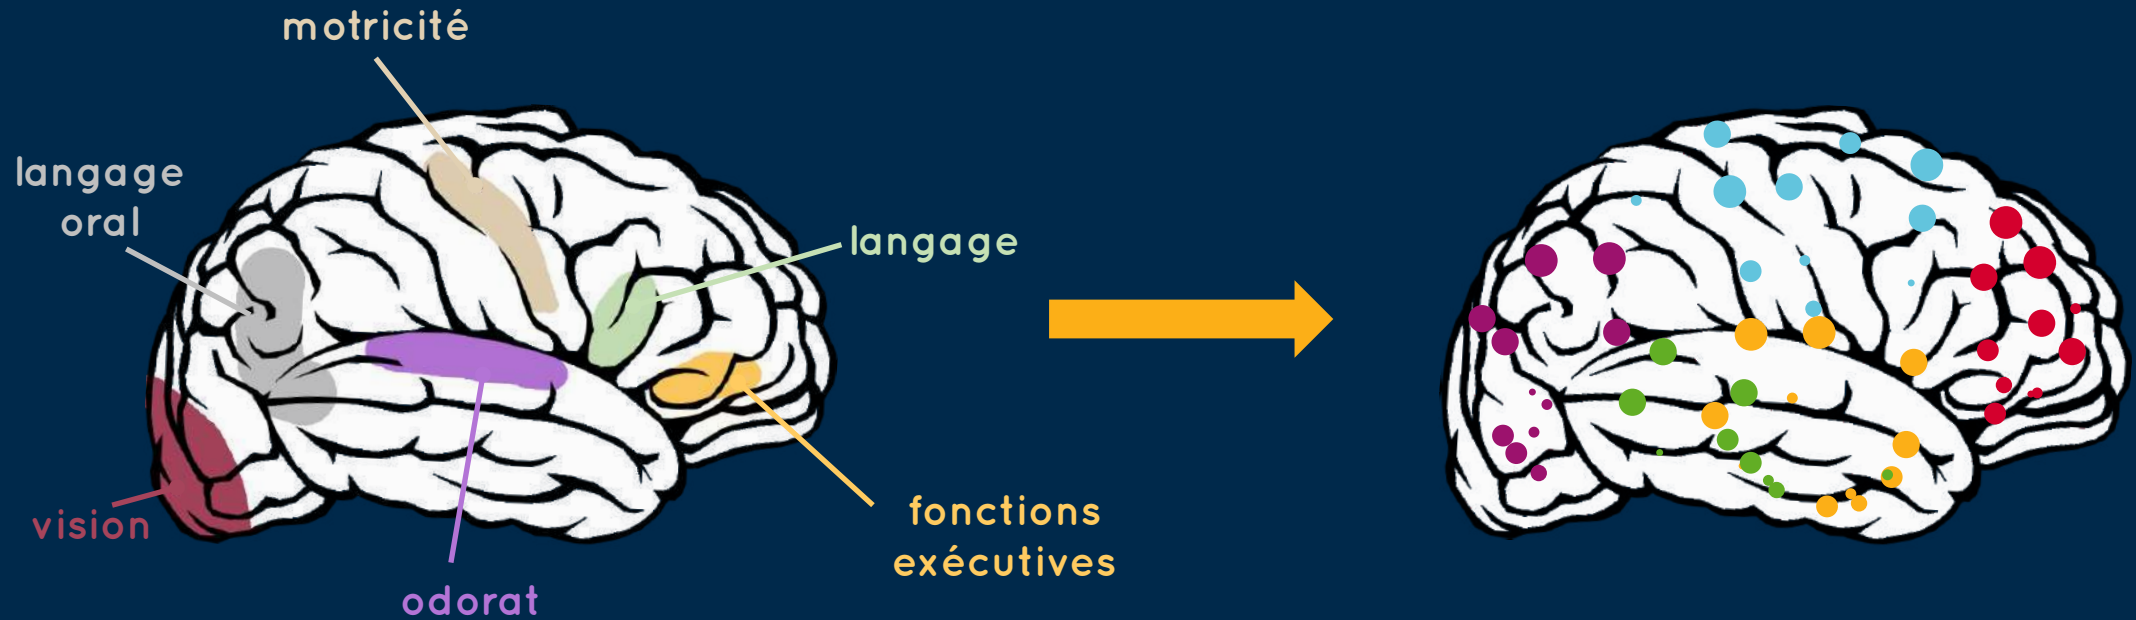 motricité
langage
oral
langage
vision
fonctions
exécutives
odorat